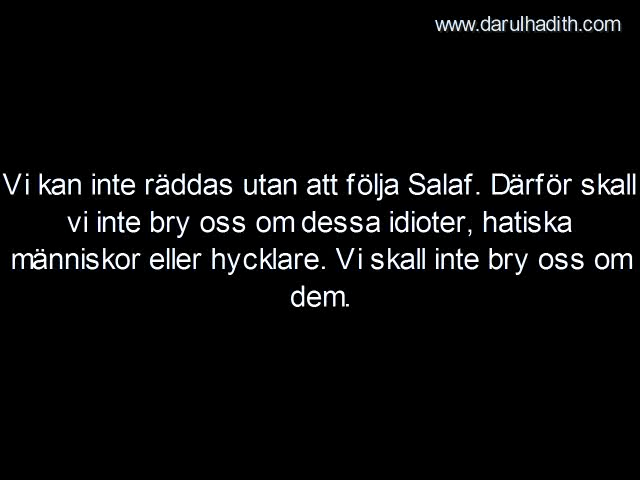 www.darulhadith.com
Vi kan inte räddas utan att följa Salaf. Därför skall
vi inte bry oss om dessa idioter, hatiska
människor eller hycklare. Vi skall inte bry oss om
dem.